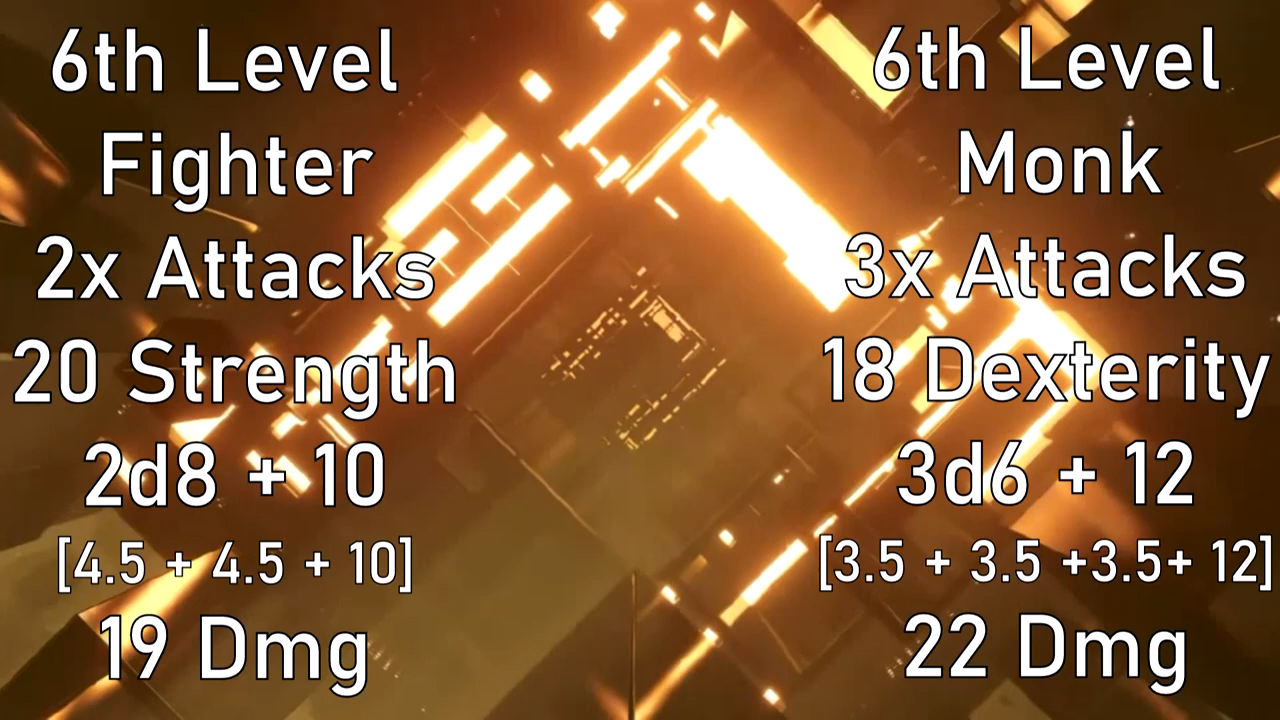 6th Level
Fighter
2x Attacks
20 Strength
2d8 + 10
[4.5 + 4.5 + 10]
19 Dmg
6th Level
Monk
3x Attacks
18 Dexterity
3d6 + 12
[3.5 + 3.5 +3.5+ 12]
22 Dmg